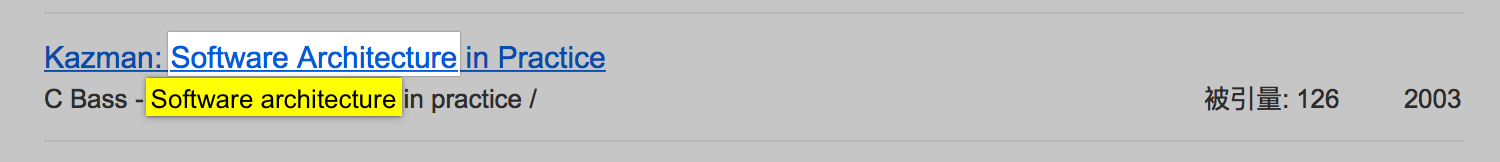 Kazman: Software Architecture in Practice
C Bass - Software architecture in practice / 被引量: 126 2003